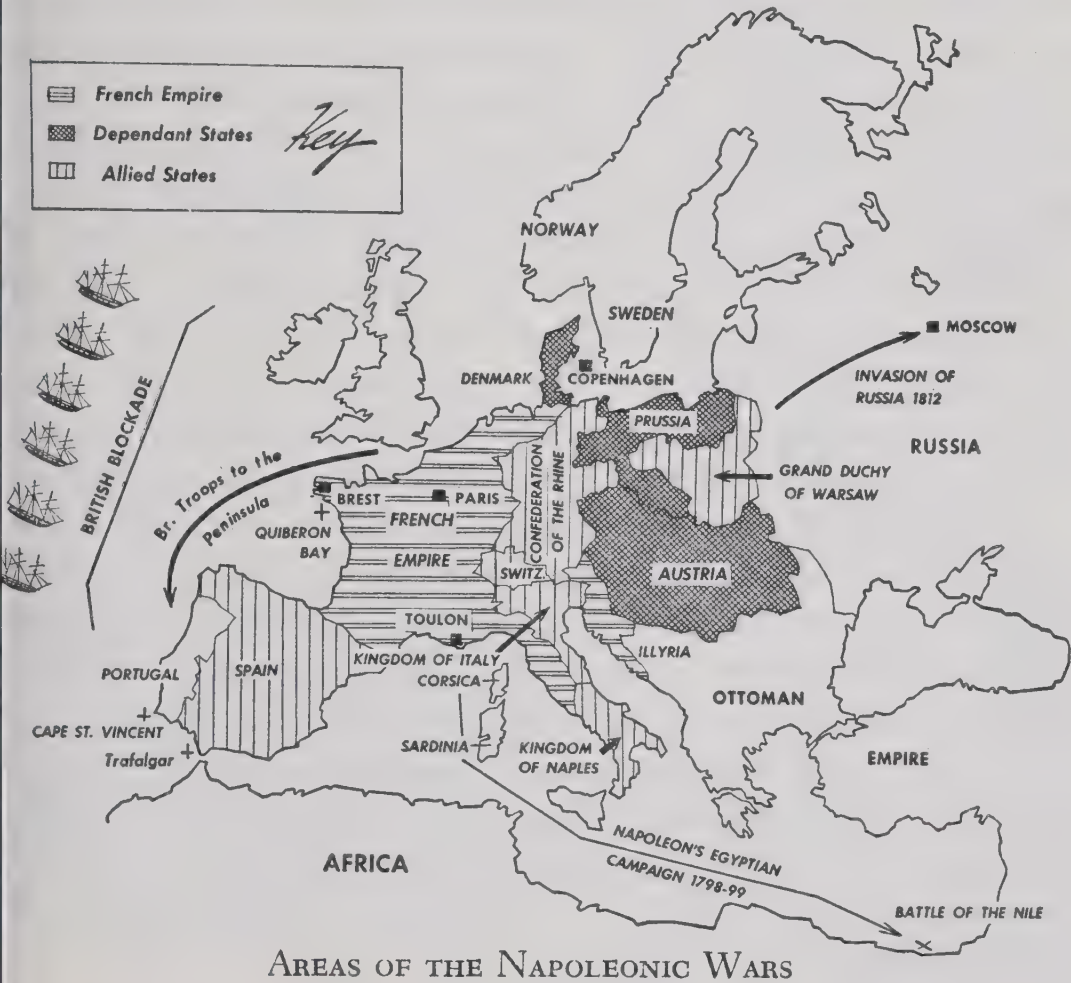 French Empire
Dependant States
Allied States
Key
NORWAY
SWEDEN
MOSCOW
DENMARK
COPENHAGEN
INVASION OF
RUSSIA 1812
PRUSSIA
RUSSIA
BRITISH BLOCKADE
Br. Troops to the
Peninsula
BREST
PARIS
QUIBERON
BAY
FRENCH
EMPIRE
CONFEDERATION
OF THE RHINE
GRAND DUCHY
OF WARSAW
SWITZ.
AUSTRIA
TOULON
KINGDOM OF ITALY
CORSICA
ILLYRIA
PORTUGAL
SPAIN
OTTOMAN
EMPIRE
CAPE ST. VINCENT
Trafalgar
SARDINIA
KINGDOM
OF NAPLES
AFRICA
NAPOLEON'S EGYPTIAN
CAMPAIGN 1798-99
BATTLE OF THE NILE
AREAS OF THE NAPOLEONIC WARS